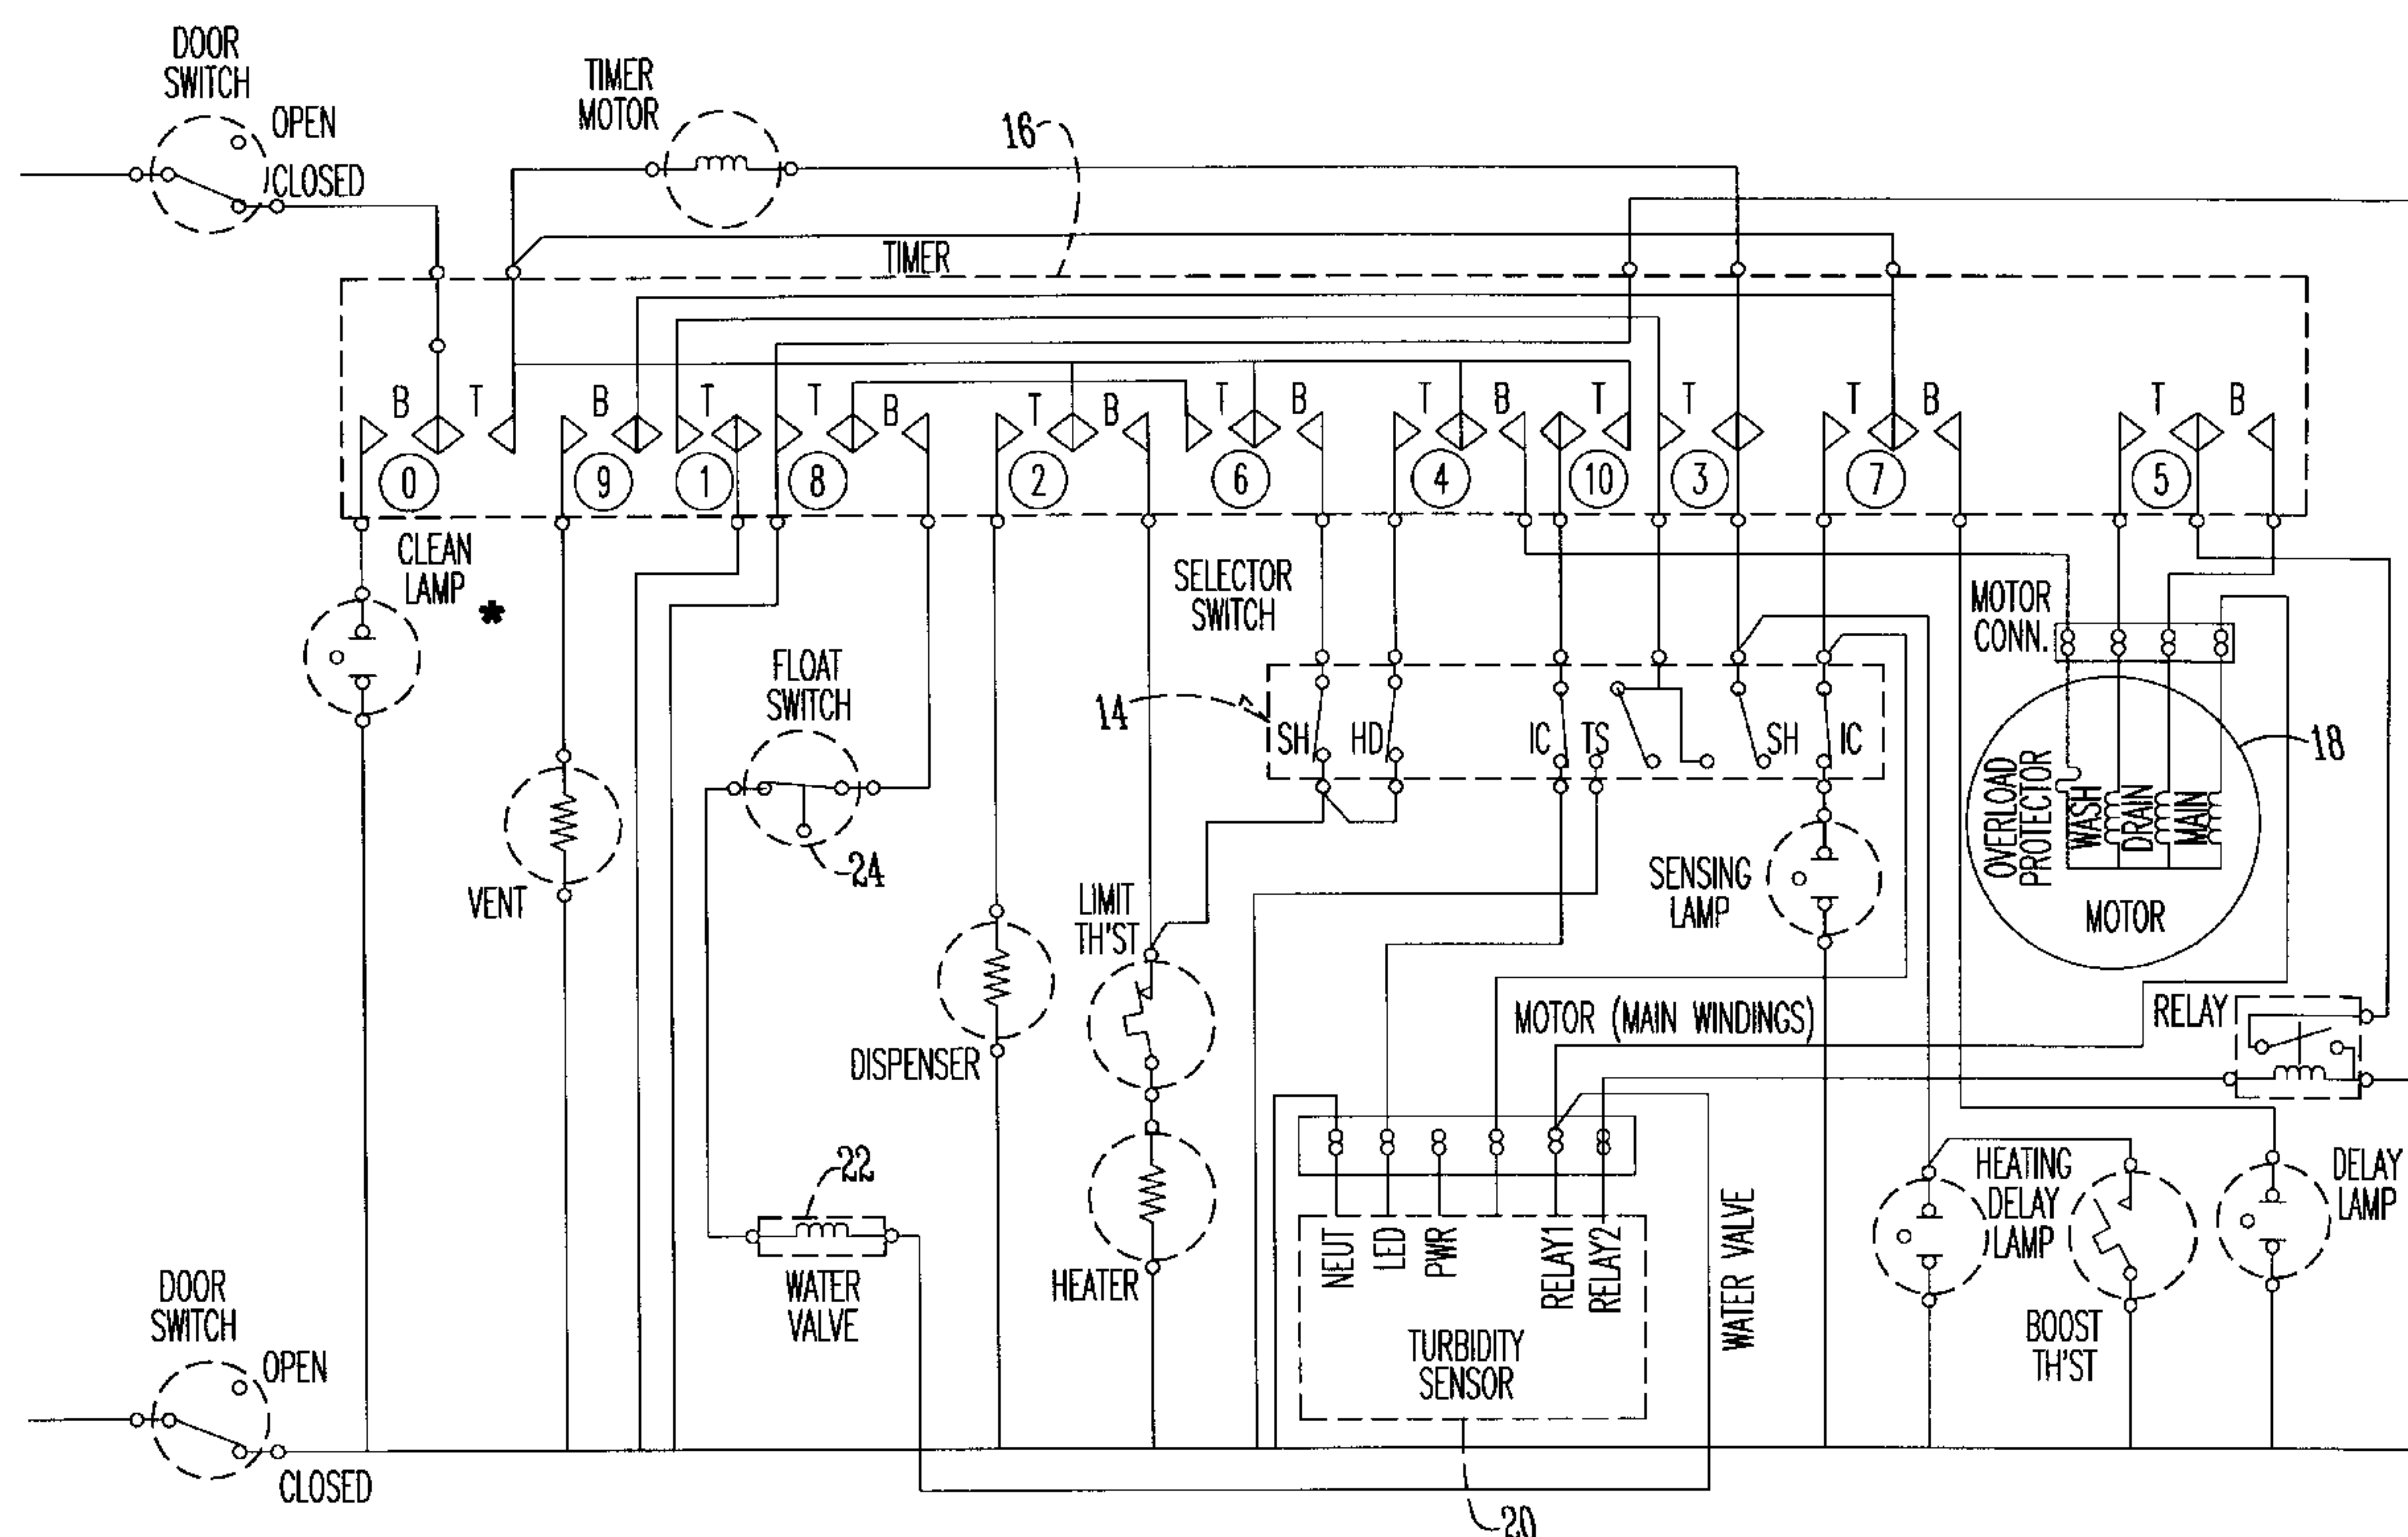 DOOR
SWITCH
OPEN
CLOSED
TIMER
MOTOR
16
TIMER
B T B T T B T B T B T B T T T B T B
0 9 1 8 2 6 4 10 3 7 5
CLEAN
LAMP *
FLOAT
SWITCH
24
SELECTOR
SWITCH
14
SH HD IC TS SH IC
MOTOR
CONN.
18
OVERLOAD
PROTECTOR
WASH
DRAIN
MAIN
MOTOR
VENT
LIMIT
TH'ST
SENSING
LAMP
DISPENSER
MOTOR (MAIN WINDINGS)
RELAY
22
WATER
VALVE
HEATER
NEUT
LED
PWR
RELAY1
RELAY2
TURBIDITY
SENSOR
20
WATER VALVE
HEATING
DELAY
LAMP
BOOST
TH'ST
DELAY
LAMP
DOOR
SWITCH
OPEN
CLOSED